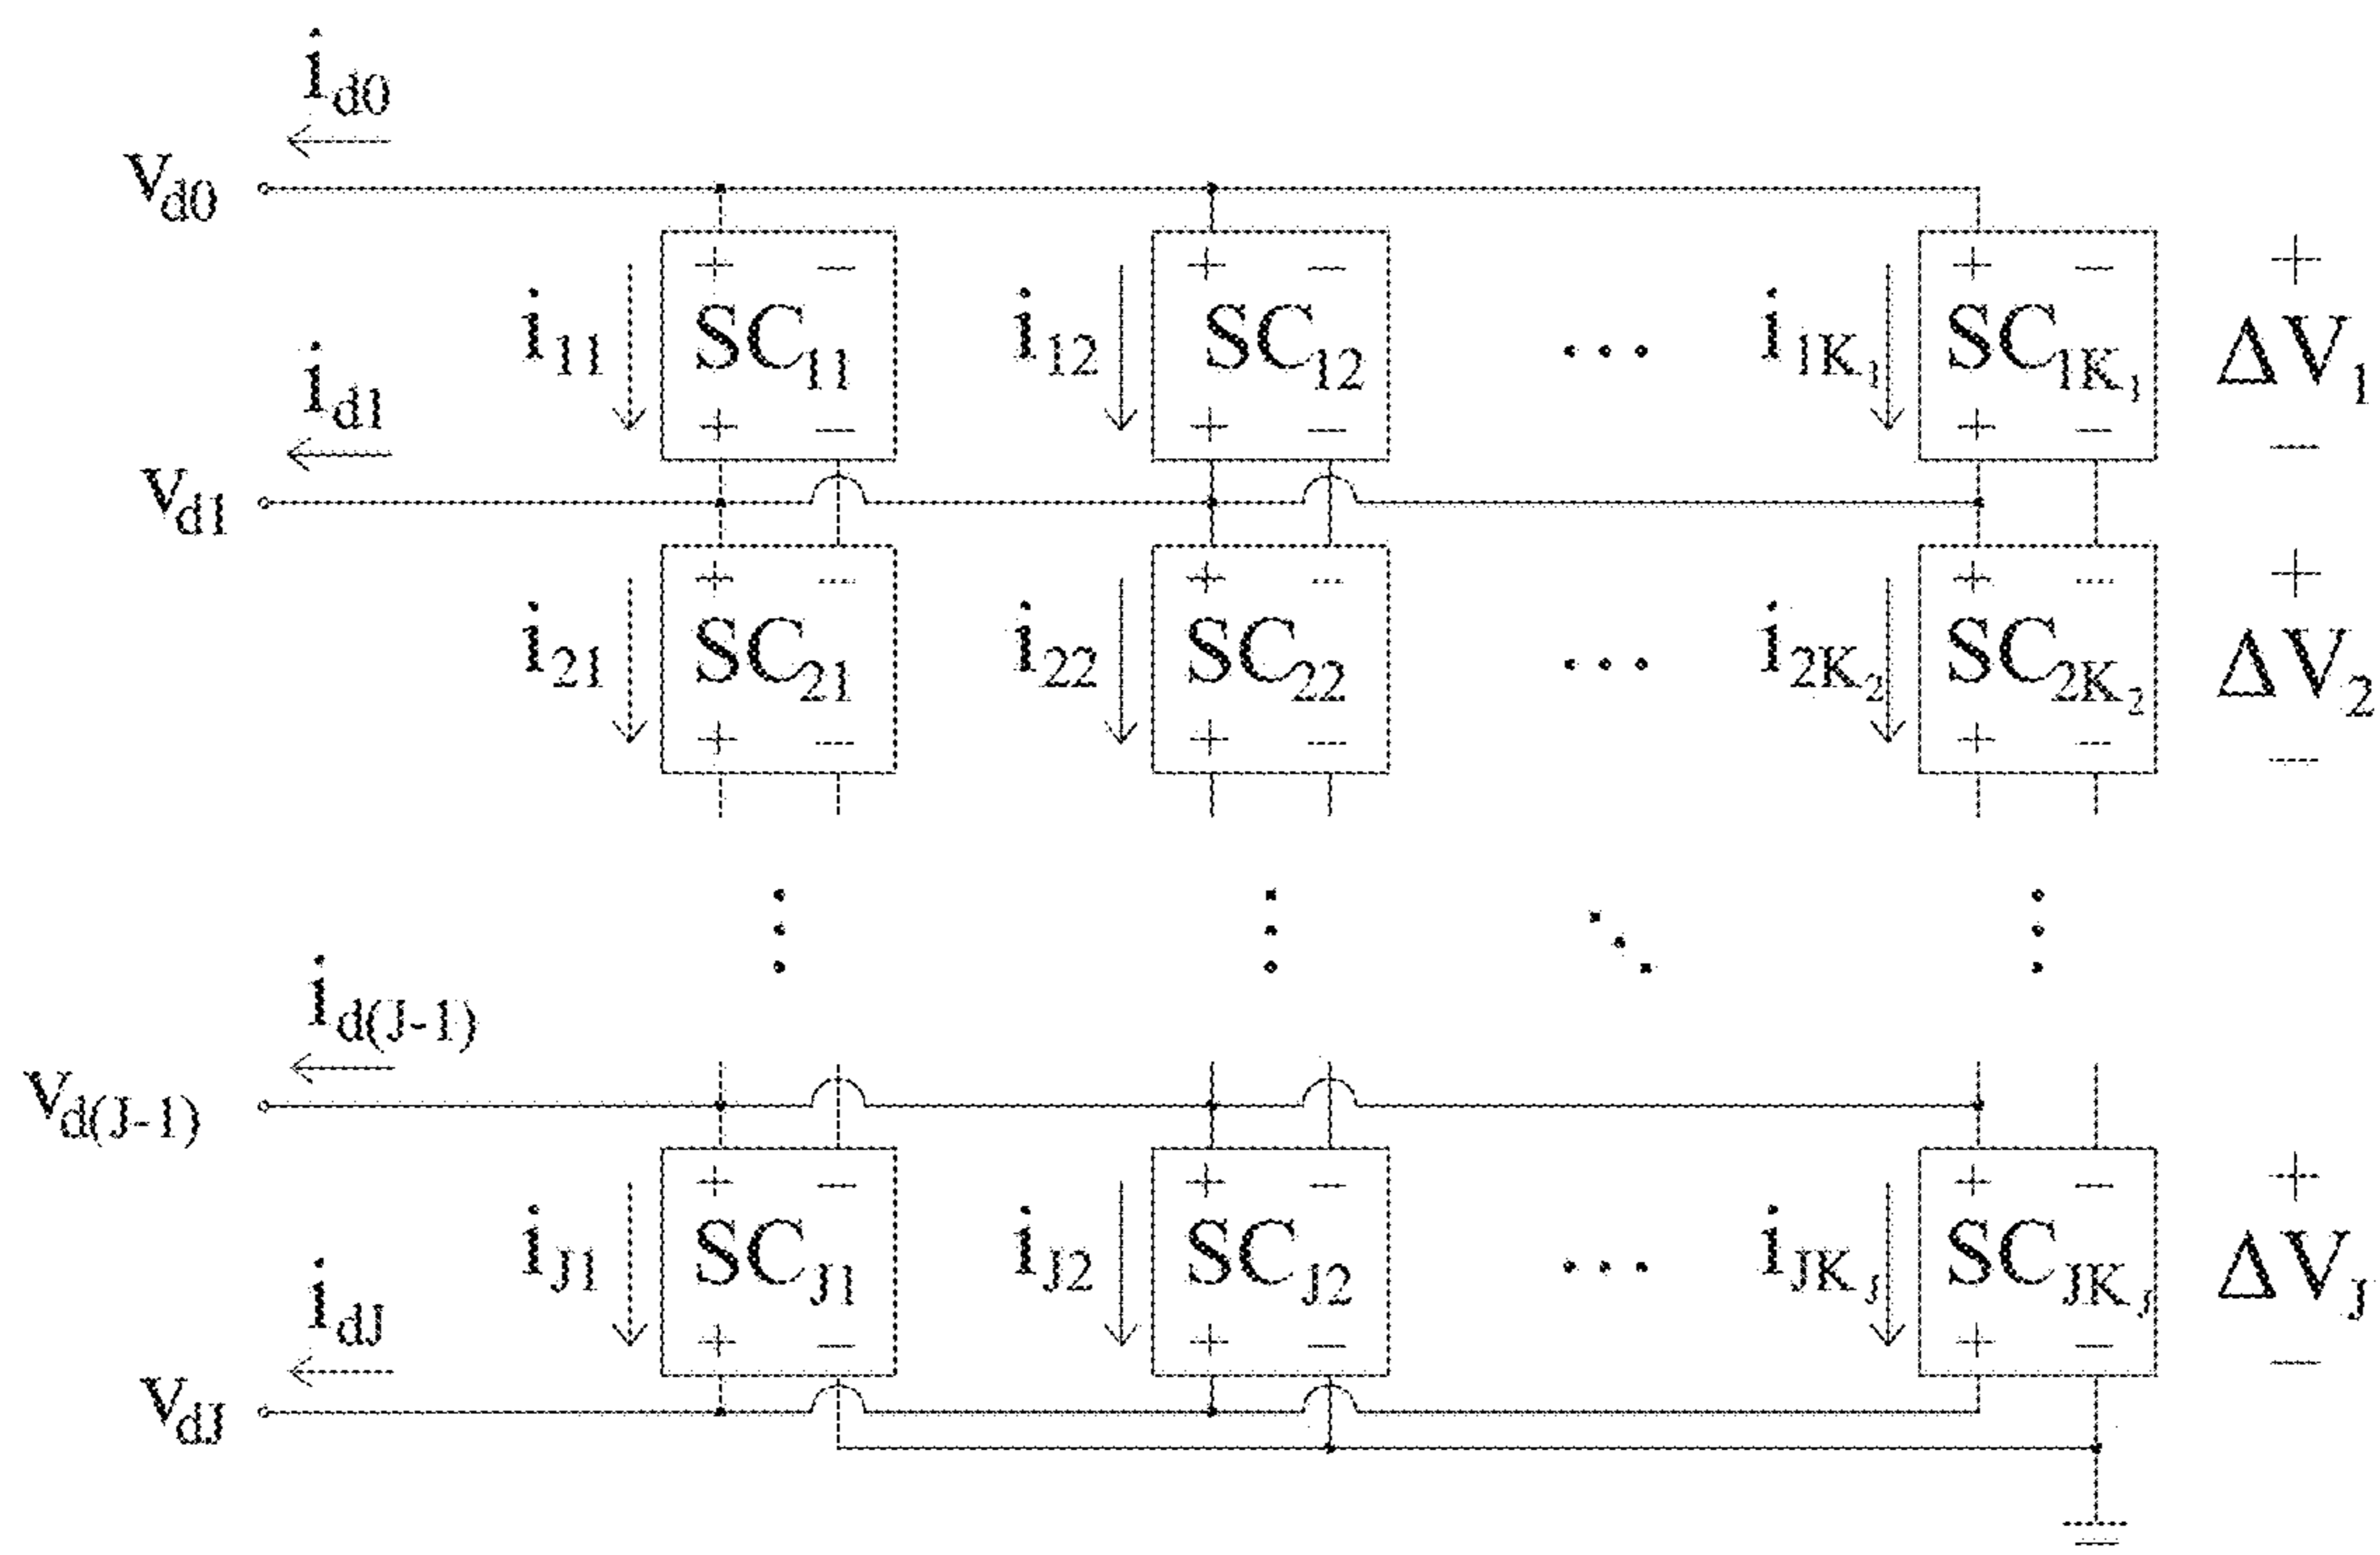 i_d0
V_d0
+ − + − + − +
i_11 SC_11 i_12 SC_12 ... i_1K_1 SC_1K_1 ΔV_1
i_d1
+ − + − + − −
V_d1
+ − + − + − +
i_21 SC_21 i_22 SC_22 ... i_2K_2 SC_2K_2 ΔV_2
+ − + − + − −
i_d(J-1)
V_d(J-1)
+ − + − + − +
i_J1 SC_J1 i_J2 SC_J2 ... i_JK_J SC_JK_J ΔV_J
i_dJ
+ − + − + − −
V_dJ